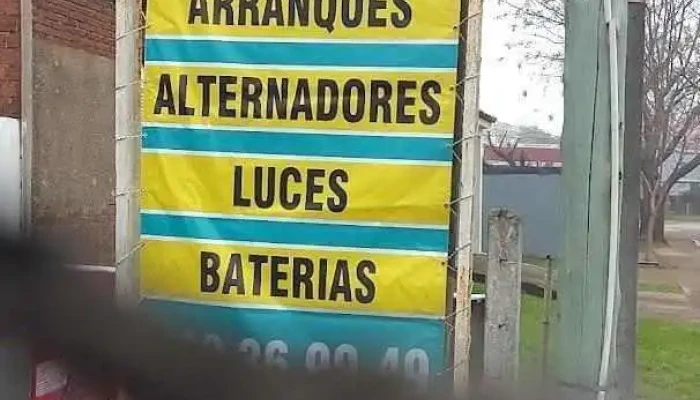 ARRANQUES
ALTERNADORES
LUCES
BATERIAS